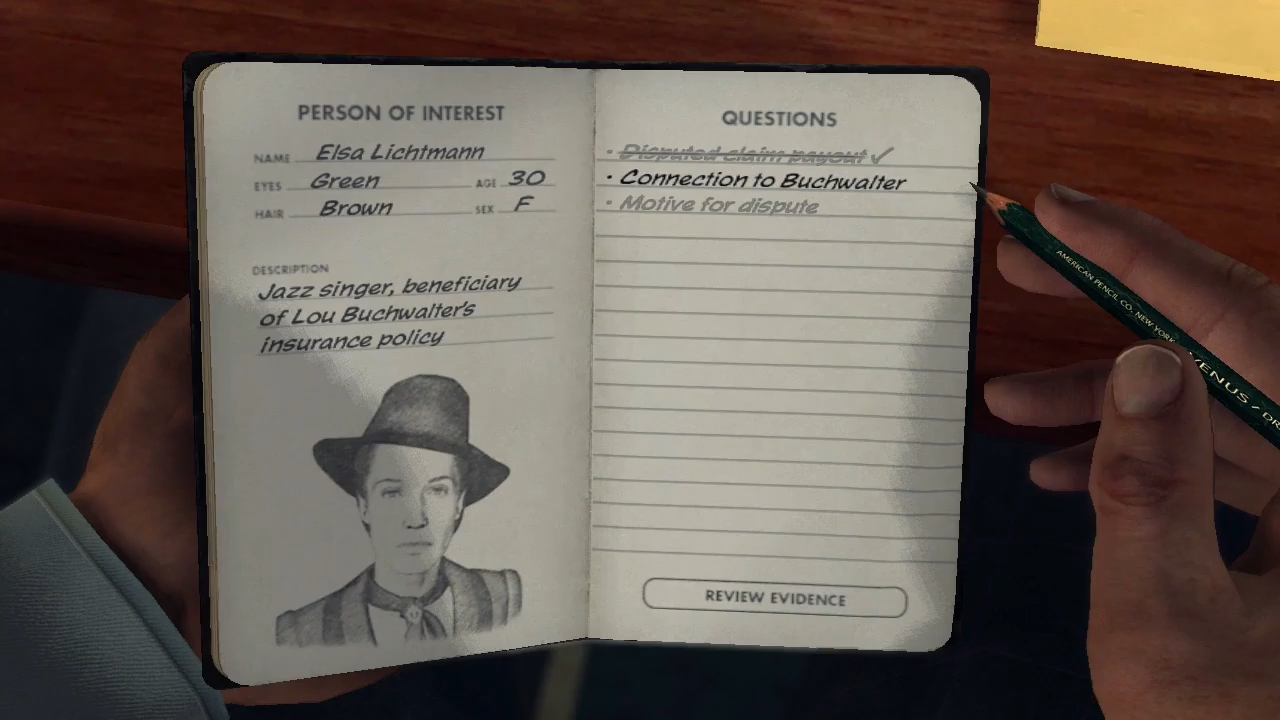 PERSON OF INTEREST
NAME Elsa Lichtmann
EYES Green AGE 30
HAIR Brown SEX F
DESCRIPTION
Jazz singer, beneficiary
of Lou Buchwalter's
insurance policy
QUESTIONS
• Disputed claim payout ✓
• Connection to Buchwalter
• Motive for dispute
REVIEW EVIDENCE
AMERICAN PENCIL CO. NEW YORK
VENUS / DR